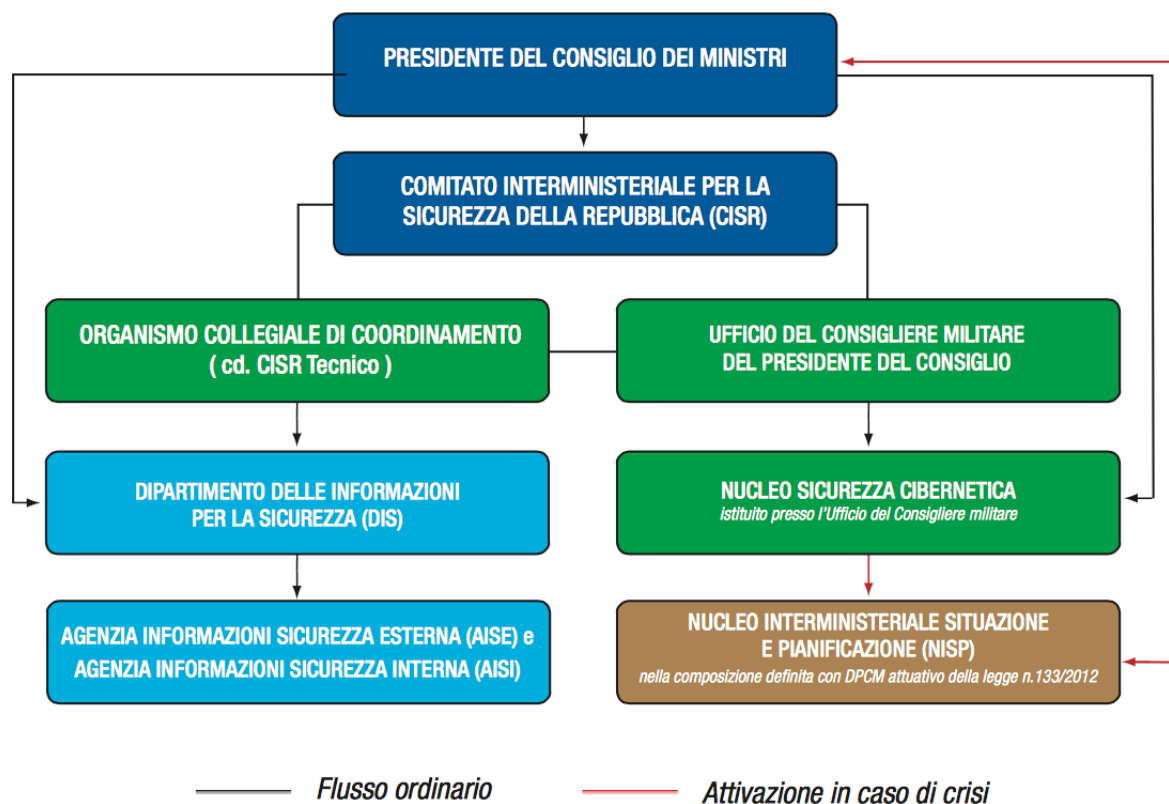 PRESIDENTE DEL CONSIGLIO DEI MINISTRI
COMITATO INTERMINISTERIALE PER LA
SICUREZZA DELLA REPUBBLICA (CISR)
ORGANISMO COLLEGIALE DI COORDINAMENTO
( cd. CISR Tecnico )
UFFICIO DEL CONSIGLIERE MILITARE
DEL PRESIDENTE DEL CONSIGLIO
DIPARTIMENTO DELLE INFORMAZIONI
PER LA SICUREZZA (DIS)
NUCLEO SICUREZZA CIBERNETICA
istituito presso l'Ufficio del Consigliere militare
AGENZIA INFORMAZIONI SICUREZZA ESTERNA (AISE) e
AGENZIA INFORMAZIONI SICUREZZA INTERNA (AISI)
NUCLEO INTERMINISTERIALE SITUAZIONE
E PIANIFICAZIONE (NISP)
nella composizione definita con DPCM attuativo della legge n.133/2012
Flusso ordinario
Attivazione in caso di crisi